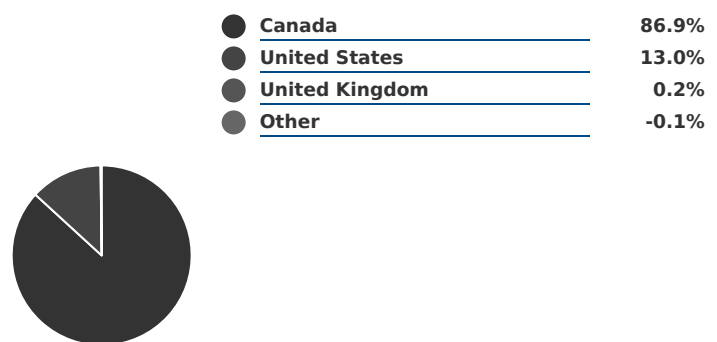 Canada 86.9%
United States 13.0%
United Kingdom 0.2%
Other -0.1%